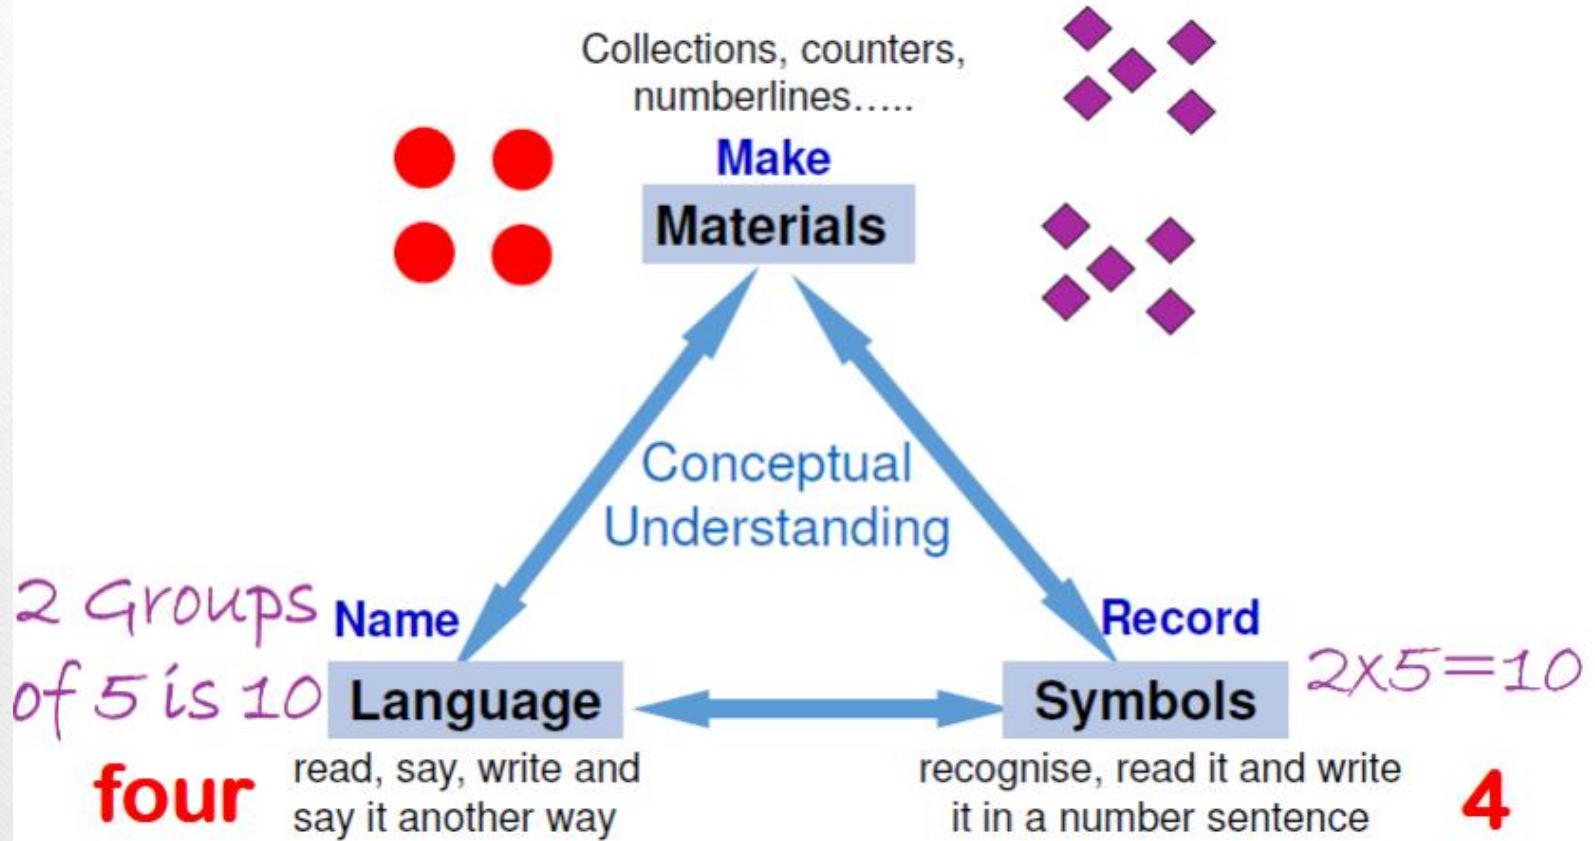 Collections, counters,
numberlines.....
Make
Materials
Conceptual
Understanding
2 Groups
of 5 is 10
Name
Language
read, say, write and
say it another way
four
Record
Symbols
2x5=10
recognise, read it and write
it in a number sentence
4